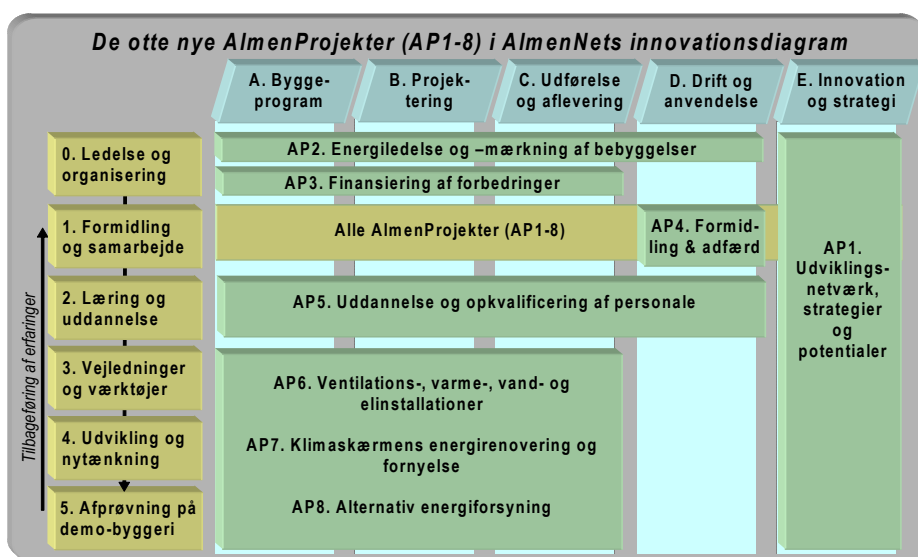 De otte nye AlmenProjekter (AP1-8) i AlmenNets innovationsdiagram
A. Bygge-
program
B. Projek-
tering
C. Udførelse
og aflevering
D. Drift og
anvendelse
E. Innovation
og strategi
0. Ledelse og
organisering
AP2. Energiledelse og –mærkning af bebyggelser
AP3. Finansiering af forbedringer
1. Formidling
og samarbejde
Alle AlmenProjekter (AP1-8)
AP4. Formid-
ling & adfærd
AP1.
Udviklings-
netværk,
strategier
og
potentialer
2. Læring og
uddannelse
AP5. Uddannelse og opkvalificering af personale
3. Vejledninger
og værktøjer
AP6. Ventilations-, varme-, vand- og
elinstallationer
4. Udvikling og
nytænkning
AP7. Klimaskærmens energirenovering og
fornyelse
5. Afprøvning på
demo-byggeri
AP8. Alternativ energiforsyning
Tilbageføring af erfaringer